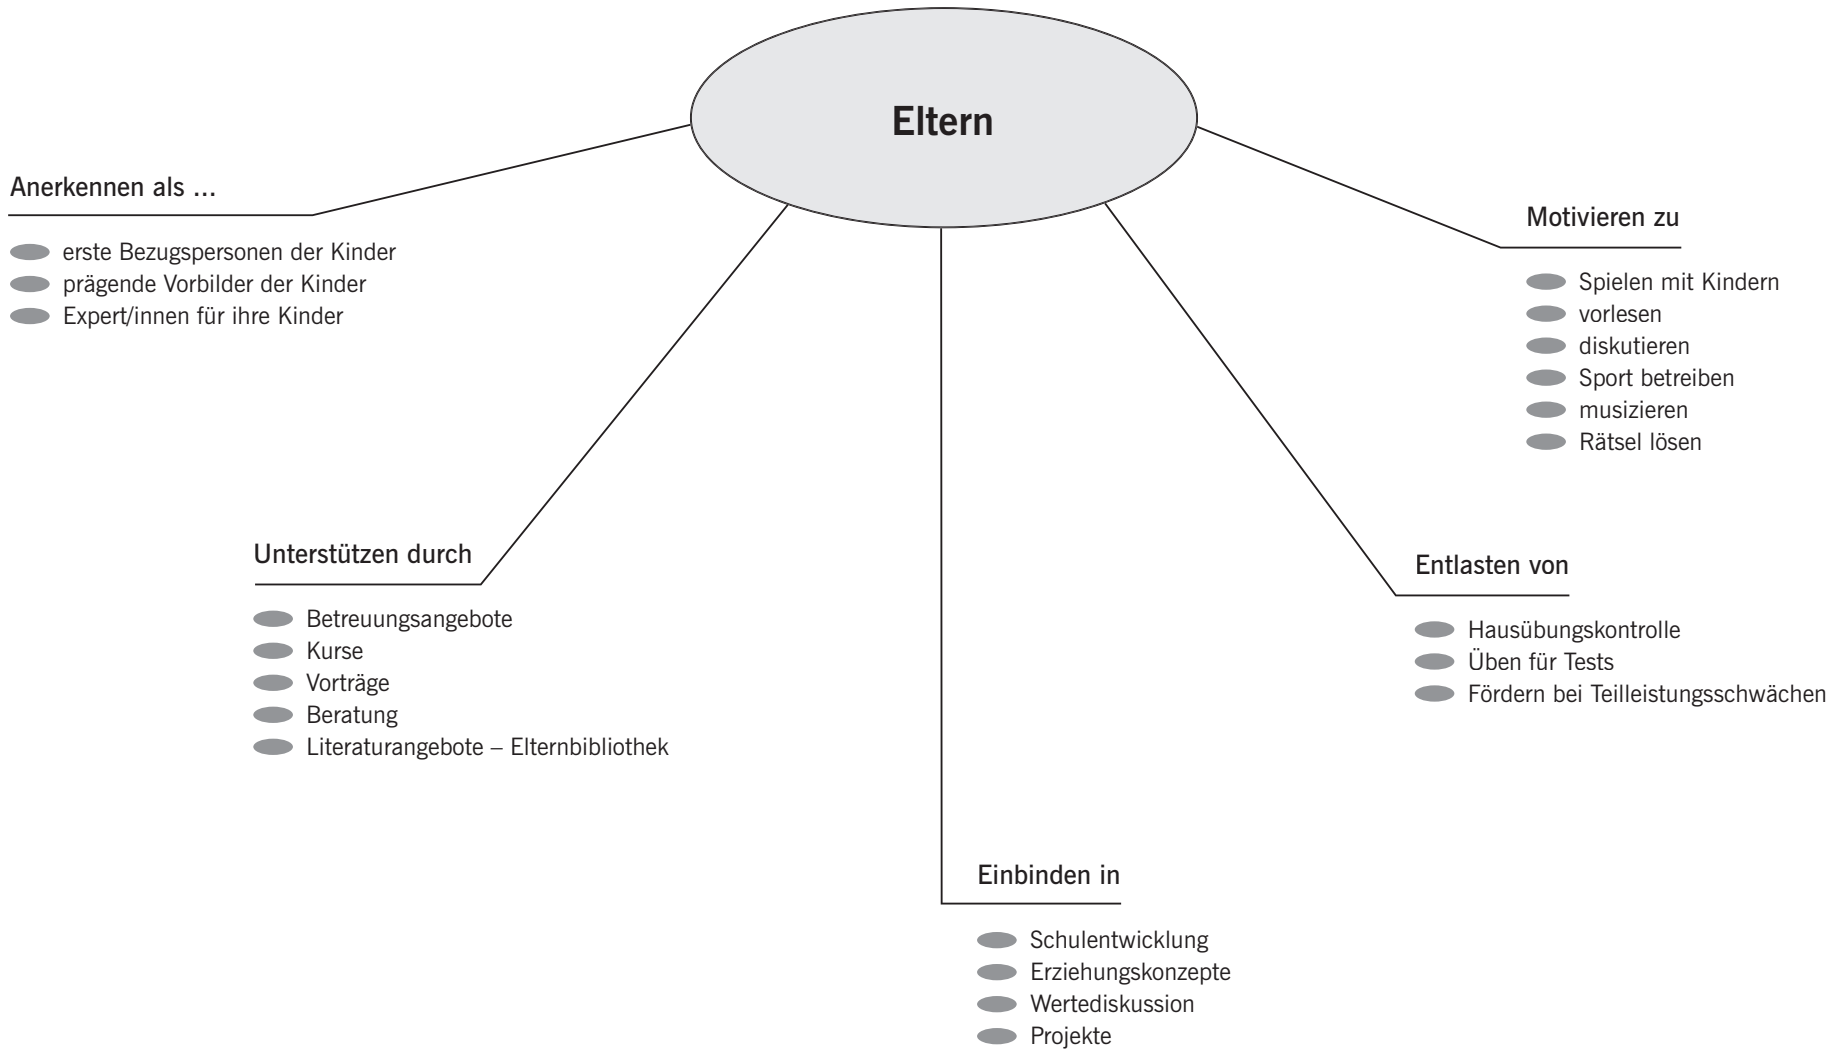 Eltern
Anerkennen als ...
erste Bezugspersonen der Kinder
prägende Vorbilder der Kinder
Expert/innen für ihre Kinder
Unterstützen durch
Betreuungsangebote
Kurse
Vorträge
Beratung
Literaturangebote – Elternbibliothek
Einbinden in
Schulentwicklung
Erziehungskonzepte
Wertediskussion
Projekte
Entlasten von
Hausübungskontrolle
Üben für Tests
Fördern bei Teilleistungsschwächen
Motivieren zu
Spielen mit Kindern
vorlesen
diskutieren
Sport betreiben
musizieren
Rätsel lösen